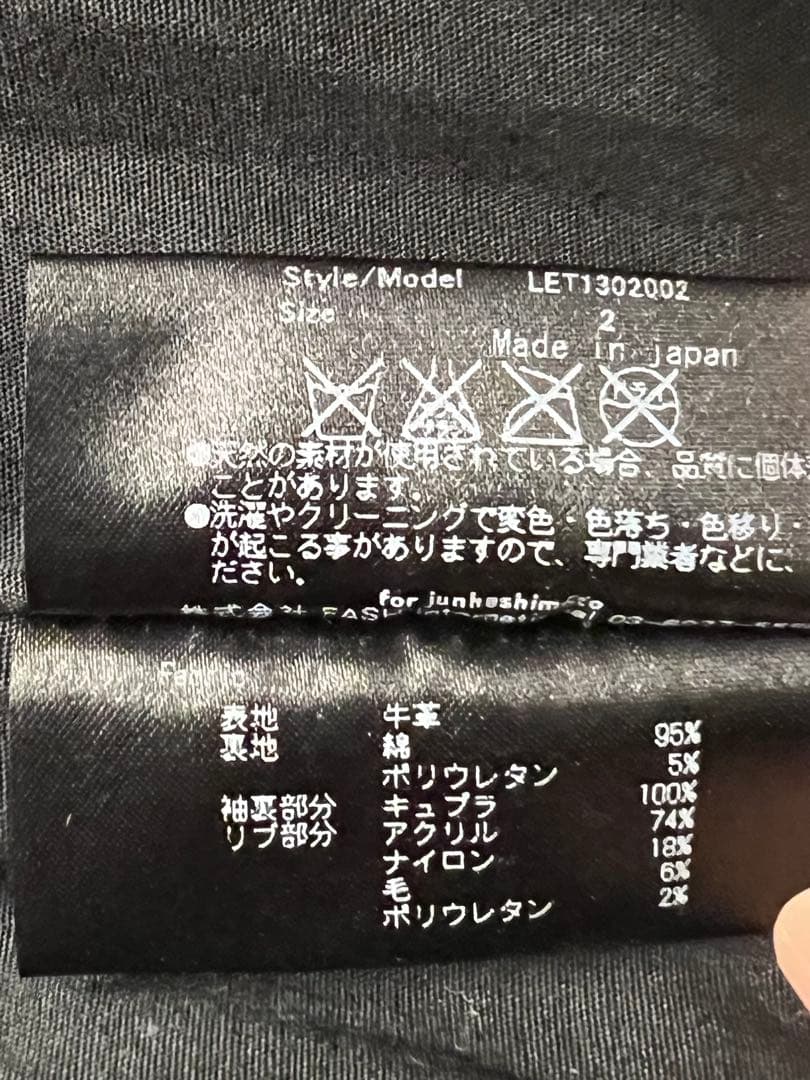 Style/Model LET1302002
Size 2
Made in japan
天然の素材が使用されている場合、品質に個体
ことがあります。
洗濯やクリーニングで変色・色落ち・色移り・
が起こる事がありますので、専門業者などに、
ださい。
for junhashimoto
株式会社
表地 牛革
裏地 綿 95%
ポリウレタン 5%
袖裏部分 キュプラ 100%
リブ部分 アクリル 74%
ナイロン 18%
毛 6%
ポリウレタン 2%